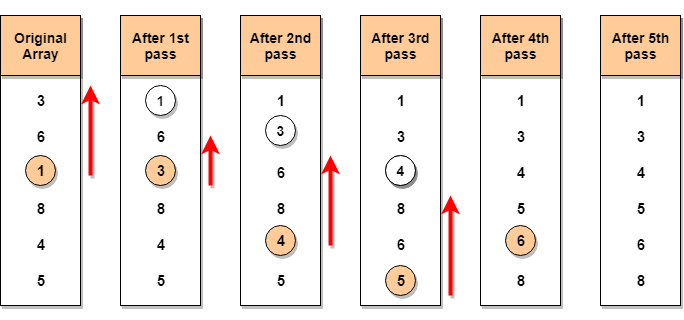 Original Array
After 1st pass
After 2nd pass
After 3rd pass
After 4th pass
After 5th pass
3 1 1 1 1 1
6 6 3 3 3 3
1 3 6 4 4 4
8 8 8 8 5 5
4 4 4 6 6 6
5 5 5 5 8 8